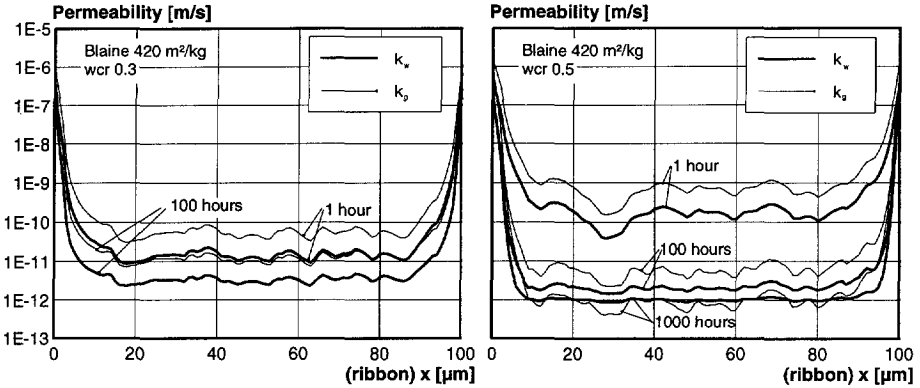 Permeability [m/s]
1E-5
1E-6
1E-7
1E-8
1E-9
1E-10
1E-11
1E-12
1E-13
Blaine 420 m²/kg
wcr 0.3
k_w
k_g
100 hours
1 hour
0 20 40 60 80 100
(ribbon) x [µm]
Permeability [m/s]
Blaine 420 m²/kg
wcr 0.5
k_w
k_g
1 hour
100 hours
1000 hours
0 20 40 60 80 100
(ribbon) x [µm]